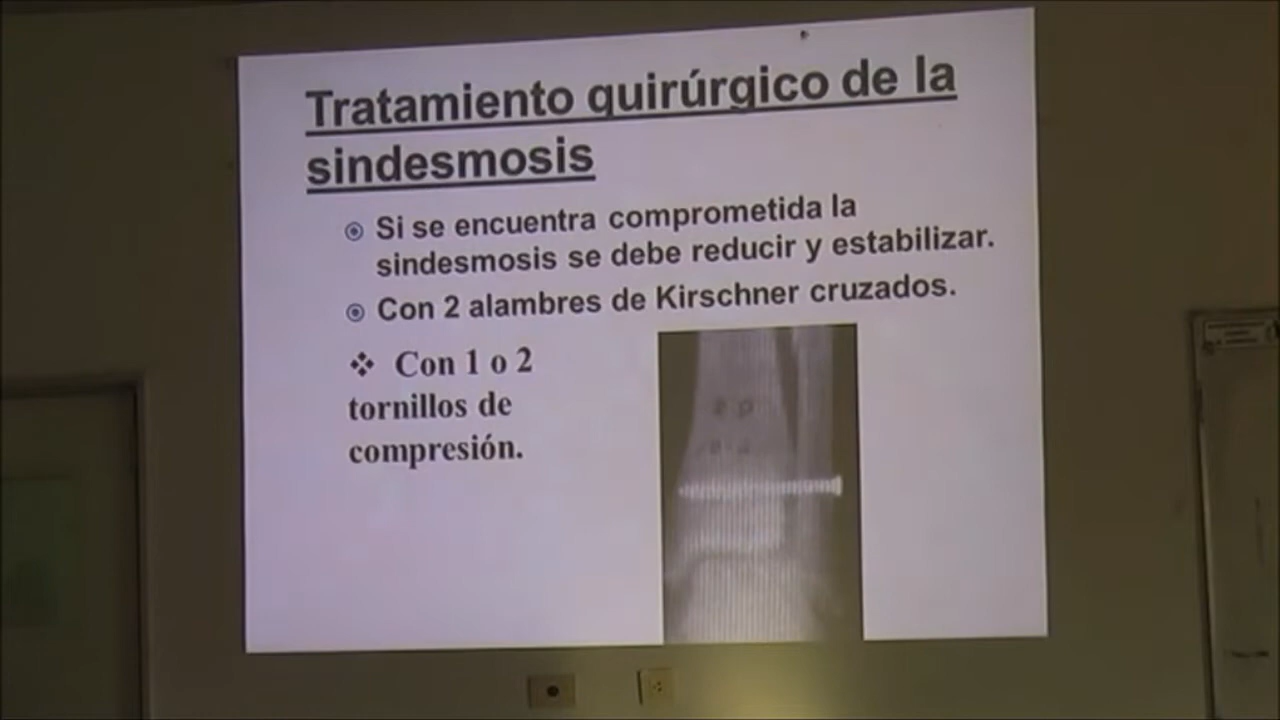 Tratamiento quirúrgico de la
sindesmosis
Si se encuentra comprometida la
sindesmosis se debe reducir y estabilizar.
Con 2 alambres de Kirschner cruzados.
Con 1 o 2
tornillos de
compresión.